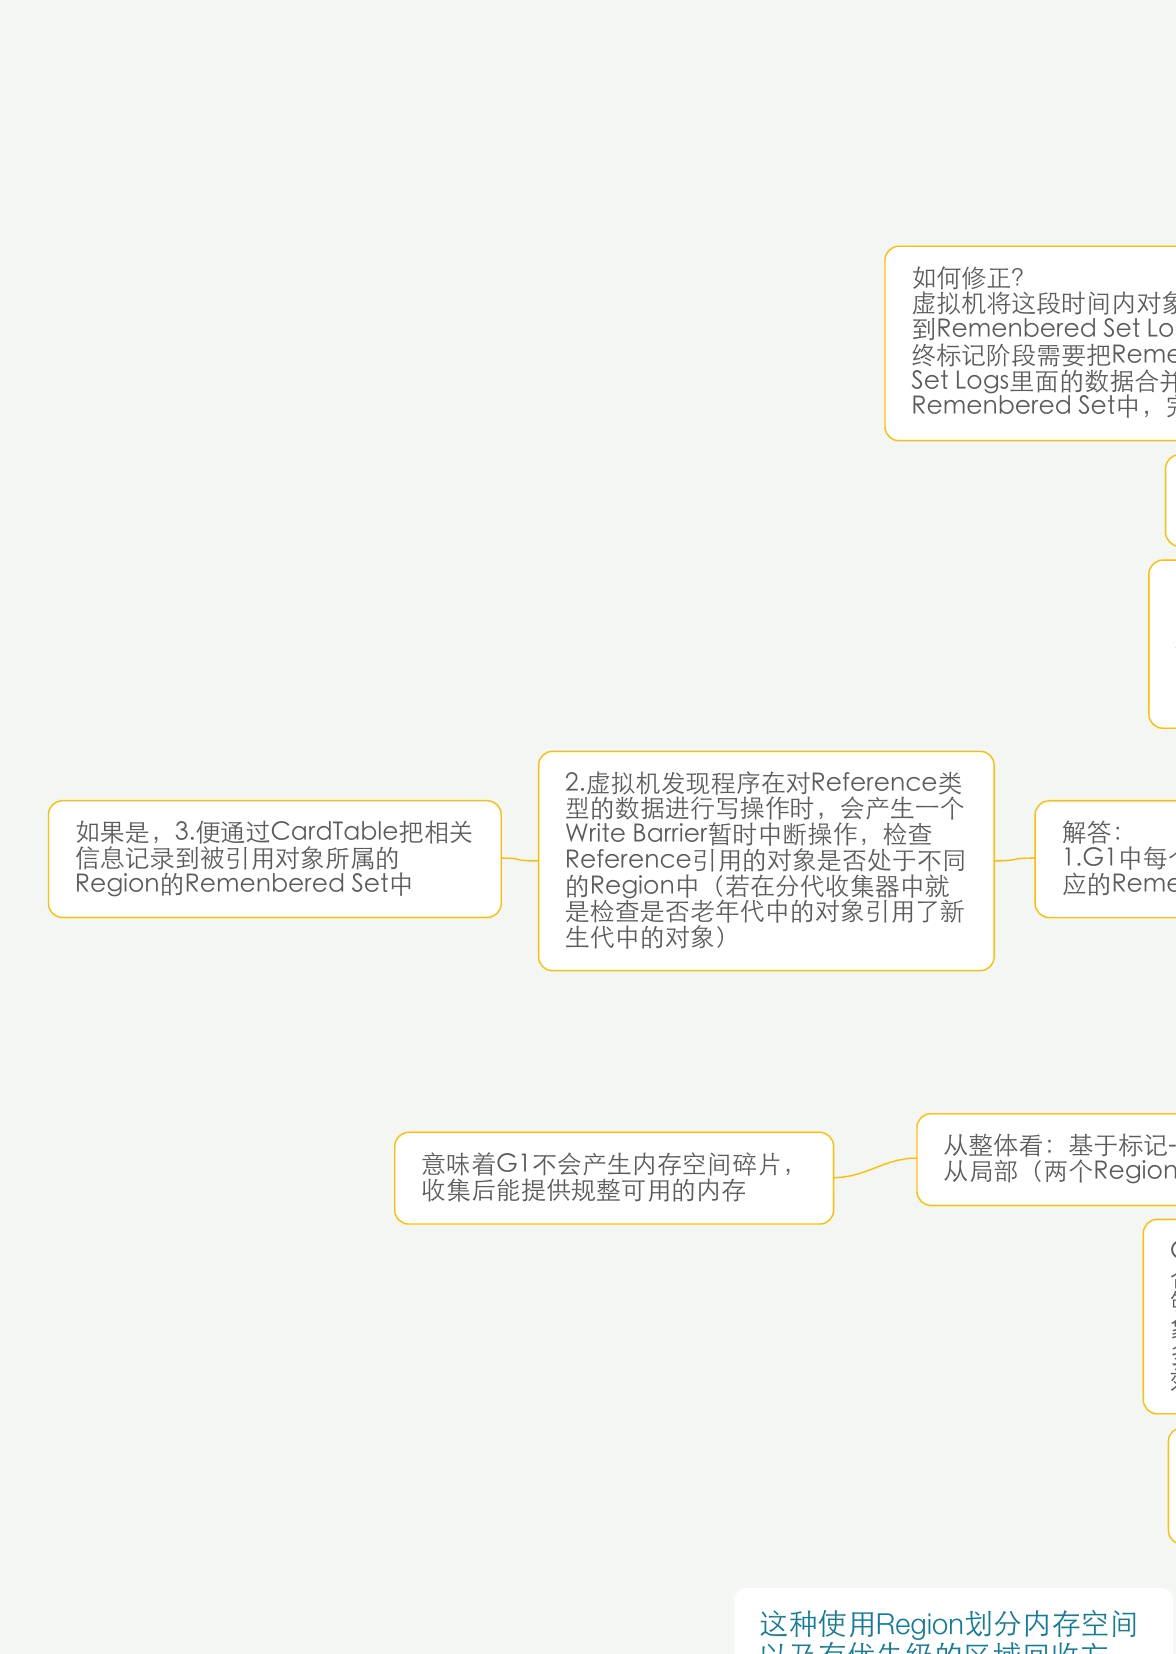 如何修正？
虚拟机将这段时间内对象
到Remenbered Set Lo
终标记阶段需要把Reme
Set Logs里面的数据合并
Remenbered Set中，完
如果是，3.便通过CardTable把相关
信息记录到被引用对象所属的
Region的Remenbered Set中
2.虚拟机发现程序在对Reference类
型的数据进行写操作时，会产生一个
Write Barrier暂时中断操作，检查
Reference引用的对象是否处于不同
的Region中（若在分代收集器中就
是检查是否老年代中的对象引用了新
生代中的对象）
解答：
1.G1中每个
应的Reme
意味着G1不会产生内存空间碎片，
收集后能提供规整可用的内存
从整体看：基于标记-
从局部（两个Region
这种使用Region划分内存空间
以及有优先级的区域回收方